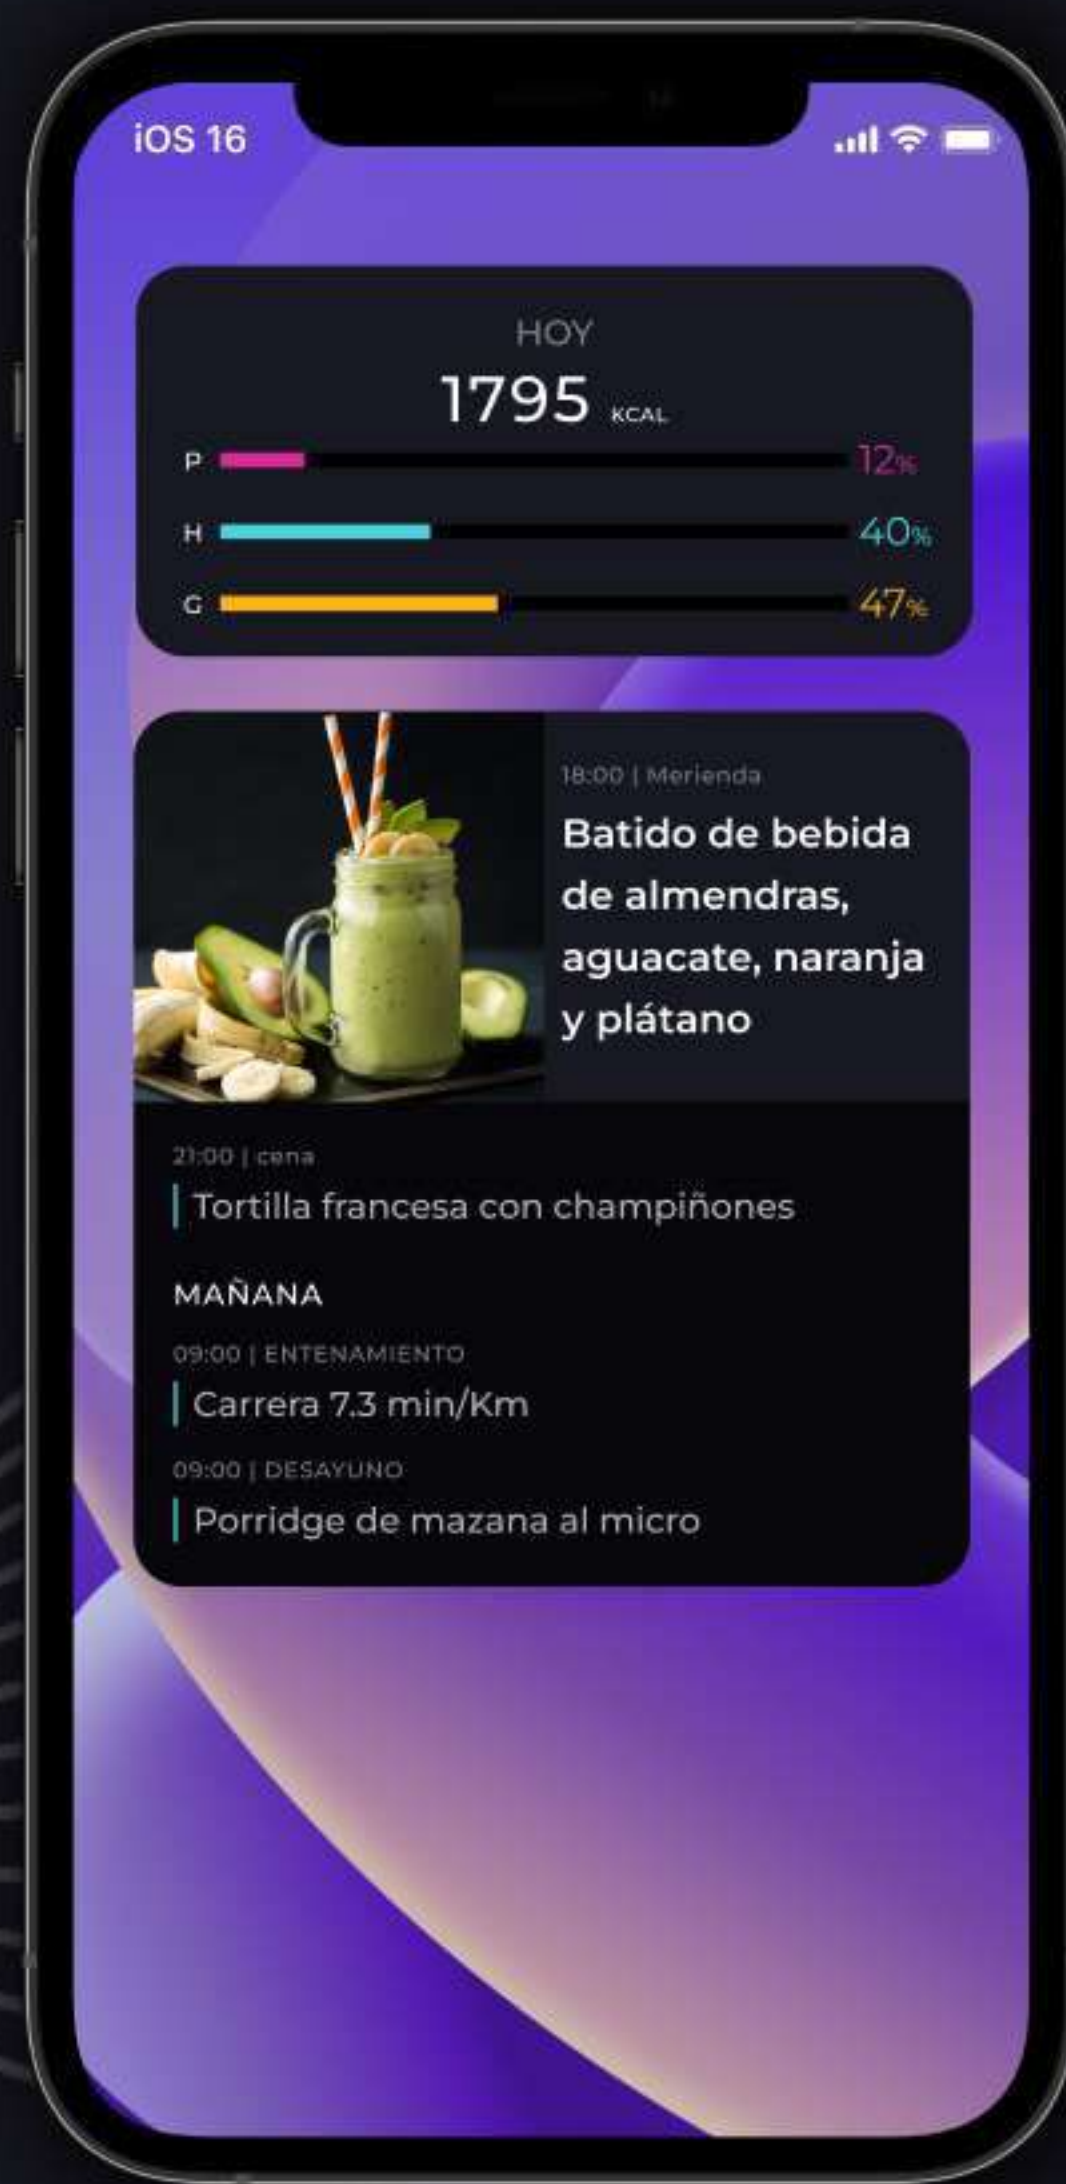 iOS 16
HOY
1795 KCAL
P 12%
H 40%
G 47%
18:00 | Merienda
Batido de bebida
de almendras,
aguacate, naranja
y plátano
21:00 | cena
Tortilla francesa con champiñones
MAÑANA
09:00 | ENTENAMIENTO
Carrera 7.3 min/Km
09:00 | DESAYUNO
Porridge de mazana al micro